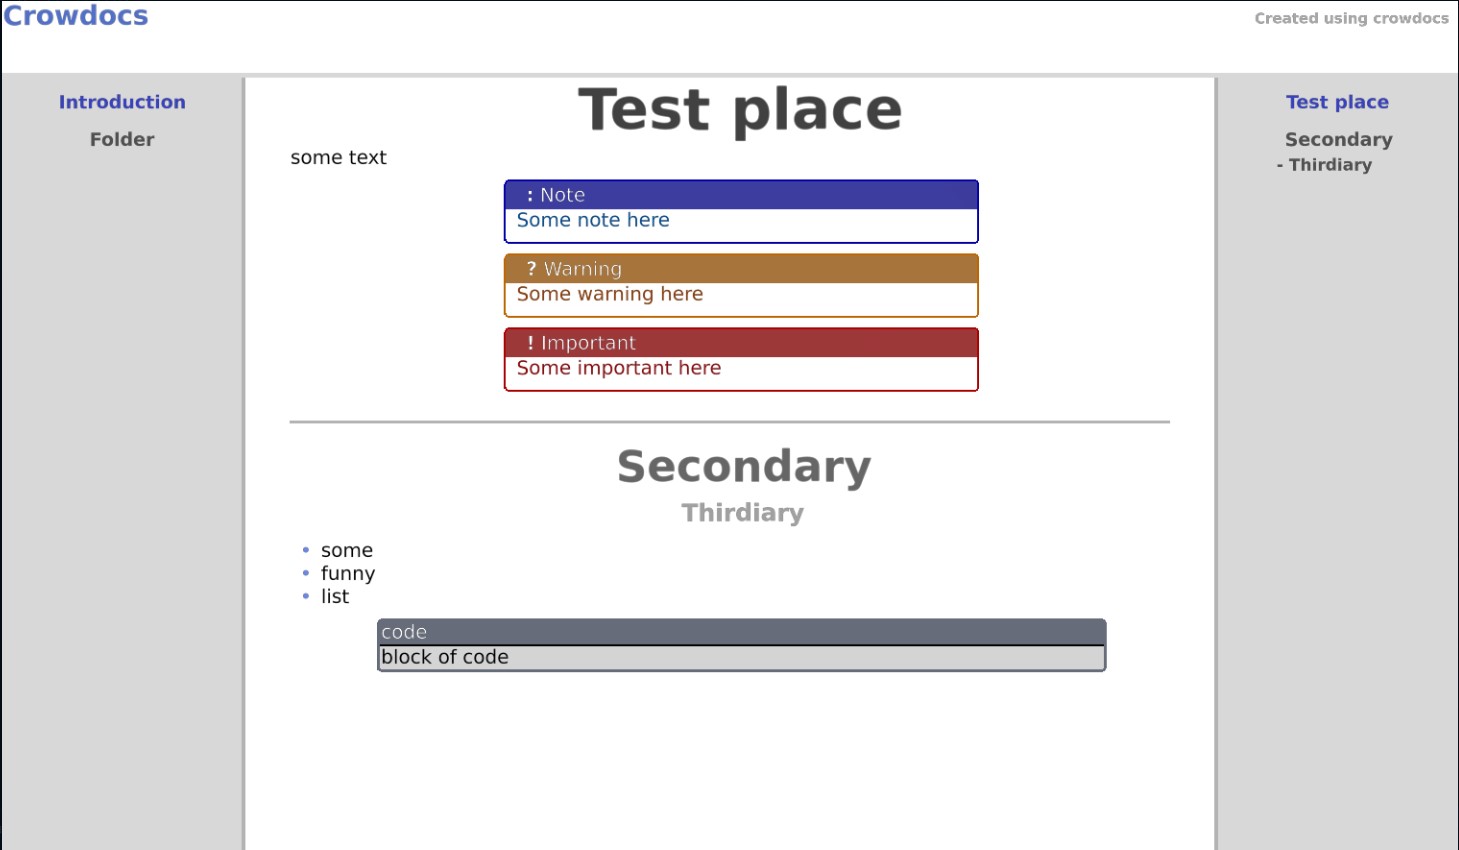 Crowdocs
Created using crowdocs
Introduction
Folder
Test place
some text
: Note
Some note here
? Warning
Some warning here
! Important
Some important here
Secondary
Thirdiary
• some
• funny
• list
code
block of code
Test place
Secondary
- Thirdiary